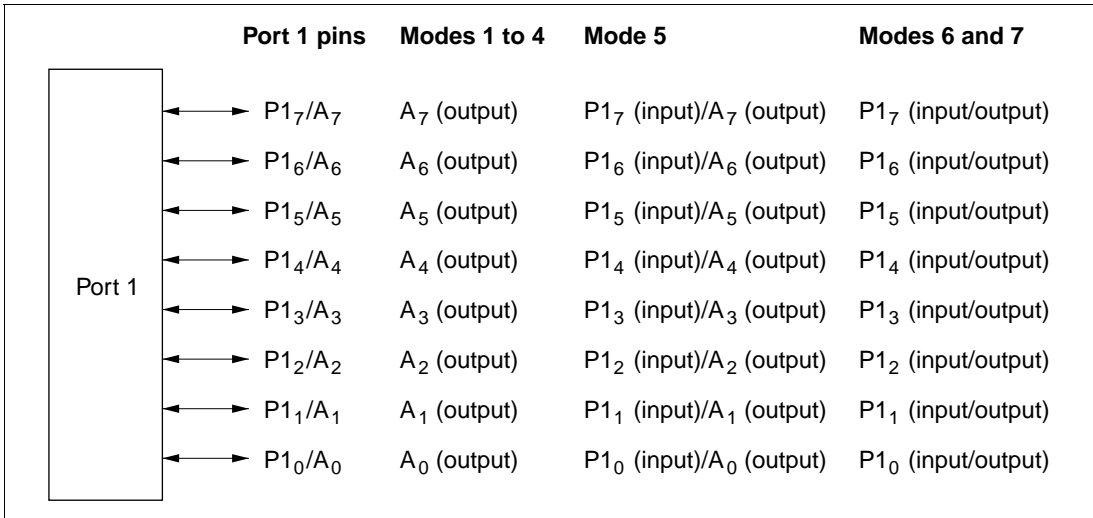 Port 1 pins Modes 1 to 4 Mode 5 Modes 6 and 7
P1₇/A₇ A₇ (output) P1₇ (input)/A₇ (output) P1₇ (input/output)
P1₆/A₆ A₆ (output) P1₆ (input)/A₆ (output) P1₆ (input/output)
P1₅/A₅ A₅ (output) P1₅ (input)/A₅ (output) P1₅ (input/output)
P1₄/A₄ A₄ (output) P1₄ (input)/A₄ (output) P1₄ (input/output)
Port 1
P1₃/A₃ A₃ (output) P1₃ (input)/A₃ (output) P1₃ (input/output)
P1₂/A₂ A₂ (output) P1₂ (input)/A₂ (output) P1₂ (input/output)
P1₁/A₁ A₁ (output) P1₁ (input)/A₁ (output) P1₁ (input/output)
P1₀/A₀ A₀ (output) P1₀ (input)/A₀ (output) P1₀ (input/output)